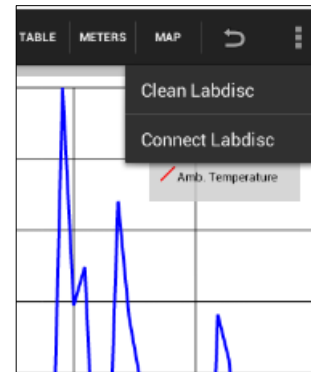 TABLE METERS MAP
Clean Labdisc
Connect Labdisc
Amb. Temperature